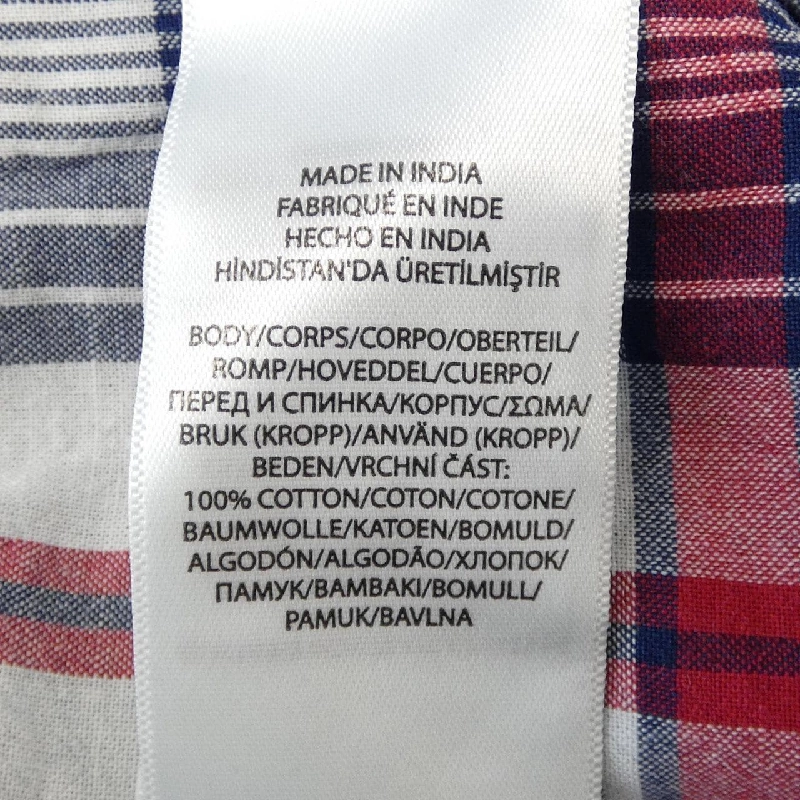 MADE IN INDIA
FABRIQUÉ EN INDE
HECHO EN INDIA
HİNDİSTAN'DA ÜRETİLMİŞTİR
BODY/CORPS/CORPO/OBERTEIL/
ROMP/HOVEDDEL/CUERPO/
ПЕРЕД И СПИНКА/КОРПУС/ΣΩΜΑ/
BRUK (KROPP)/ANVÄND (KROPP)/
BEDEN/VRCHNÍ ČÁST:
100% COTTON/COTON/COTONE/
BAUMWOLLE/KATOEN/BOMULD/
ALGODÓN/ALGODÃO/ХЛОПОК/
ПАМУК/BAMBAKI/BOMULL/
PAMUK/BAVLNA